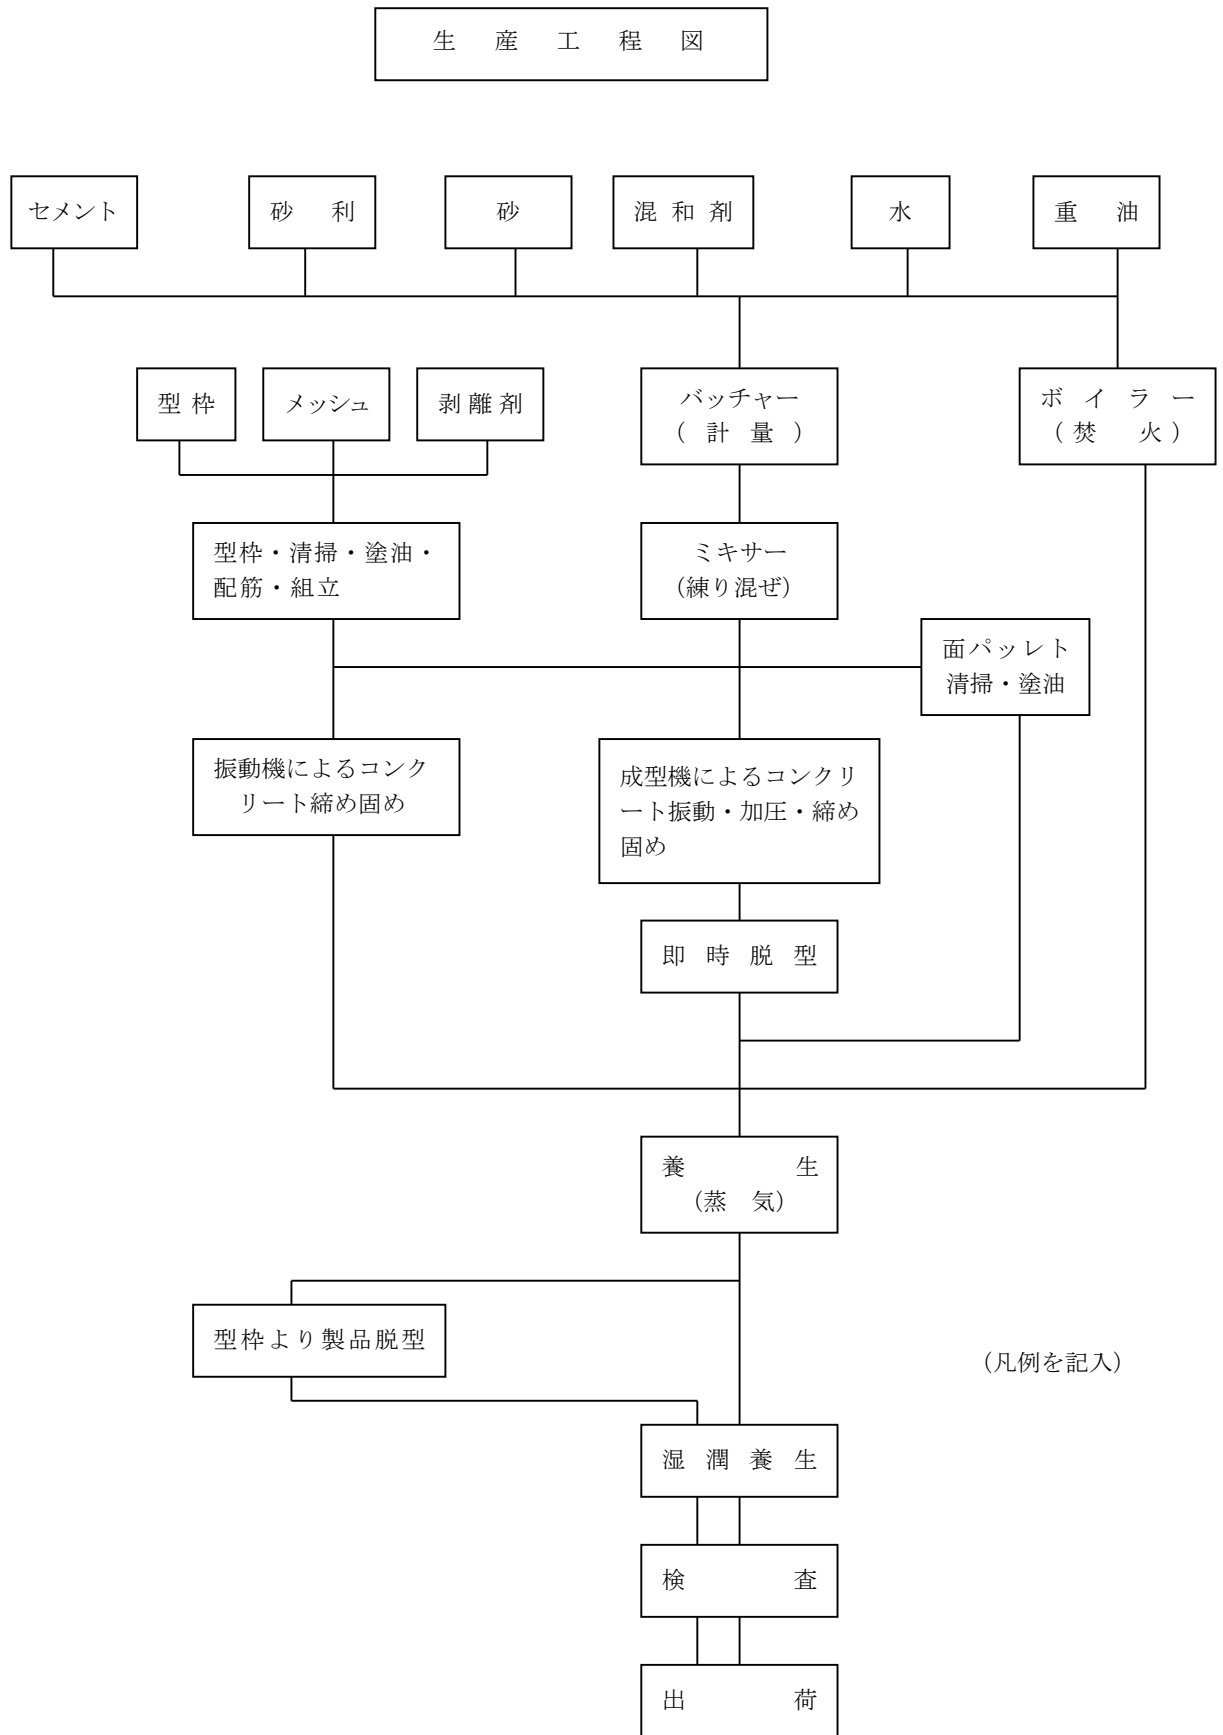 生産工程図
セメント
砂利
砂
混和剤
水
重油
型枠
メッシュ
剥離剤
バッチャー
（計量）
ボイラー
（焚火）
型枠・清掃・塗油・
配筋・組立
ミキサー
（練り混ぜ）
面パッレト
清掃・塗油
振動機によるコンク
リート締め固め
成型機によるコンクリ
ート振動・加圧・締め
固め
即時脱型
養生
（蒸気）
型枠より製品脱型
（凡例を記入）
湿潤養生
検査
出荷